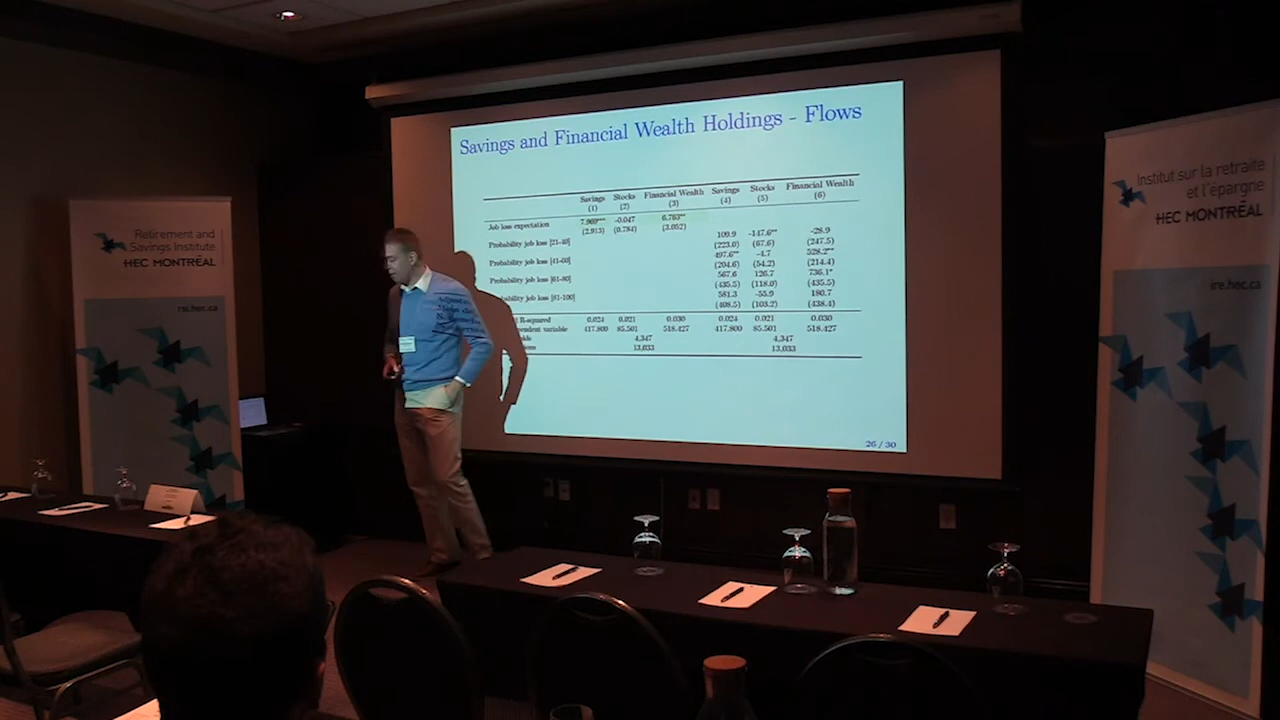 Savings and Financial Wealth Holdings - Flows
Savings Stocks Financial Wealth Savings Stocks Financial Wealth
(1) (2) (3) (4) (5) (6)
Job loss expectation 7.969*** -0.047 6.763**
(2.913) (0.784) (3.052)
Probability job loss [21-40] 109.9 -147.6** -28.9
(223.0) (67.6) (247.5)
Probability job loss [41-60] 497.6** -4.7 528.2**
(204.6) (54.2) (214.4)
Probability job loss [61-80] 567.6 126.7 736.1*
(435.5) (118.0) (435.5)
job loss [81-100] 581.3 -55.9 180.7
(408.5) (103.2) (438.4)
R-squared 0.024 0.021 0.030 0.024 0.021 0.030
variable 417.800 85.501 518.427 417.800 85.501 518.427
4,347 4,347
13,033 13,033
26 / 30
Retirement and
Savings Institute
HEC MONTRÉAL
rsi.hec.ca
Institut sur la retraite
et l'épargne
HEC MONTRÉAL
ire.hec.ca